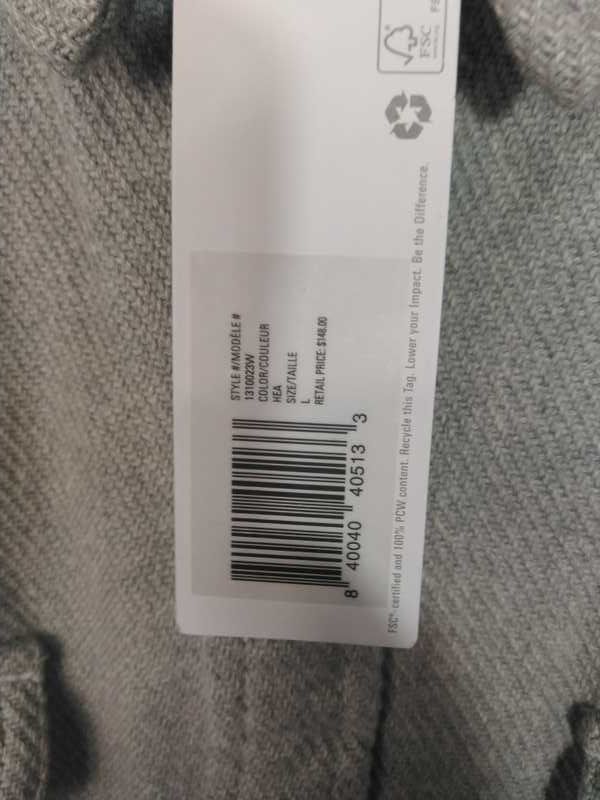 STYLE #/MODÈLE #
1310023W
COLOR/COULEUR
HEA
SIZE/TAILLE
L
RETAIL PRICE: $148.00
8 40040 40513 3
FSC®-certified and 100% PCW content. Recycle this Tag. Lower your Impact. Be the Difference.
FSC